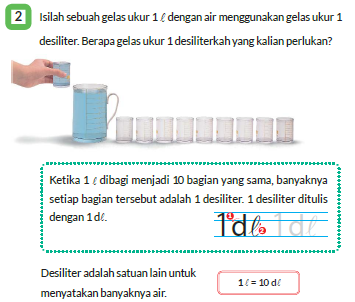 2 Isilah sebuah gelas ukur 1 ℓ dengan air menggunakan gelas ukur 1
desiliter. Berapa gelas ukur 1 desiliterkah yang kalian perlukan?
Ketika 1 ℓ dibagi menjadi 10 bagian yang sama, banyaknya
setiap bagian tersebut adalah 1 desiliter. 1 desiliter ditulis
dengan 1 dℓ.
1dℓ 1dℓ
Desiliter adalah satuan lain untuk
menyatakan banyaknya air.
1 ℓ = 10 dℓ